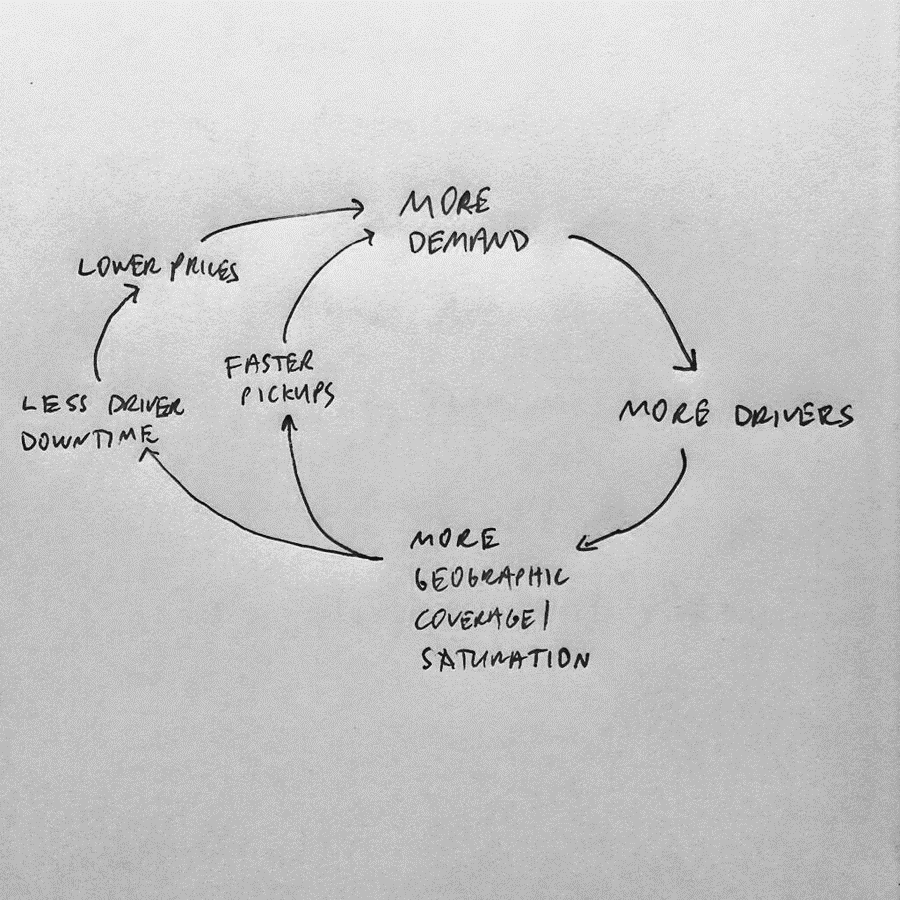 MORE
DEMAND
LOWER PRICES
FASTER
PICKUPS
LESS DRIVER
DOWNTIME
MORE DRIVERS
MORE
GEOGRAPHIC
COVERAGE/
SATURATION